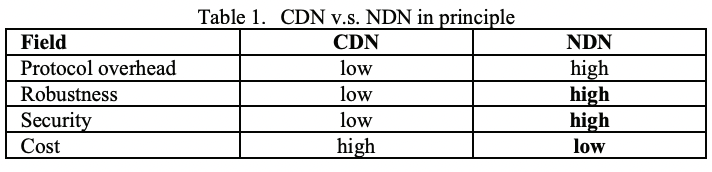 Table 1. CDN v.s. NDN in principle
Field CDN NDN
Protocol overhead low high
Robustness low high
Security low high
Cost high low